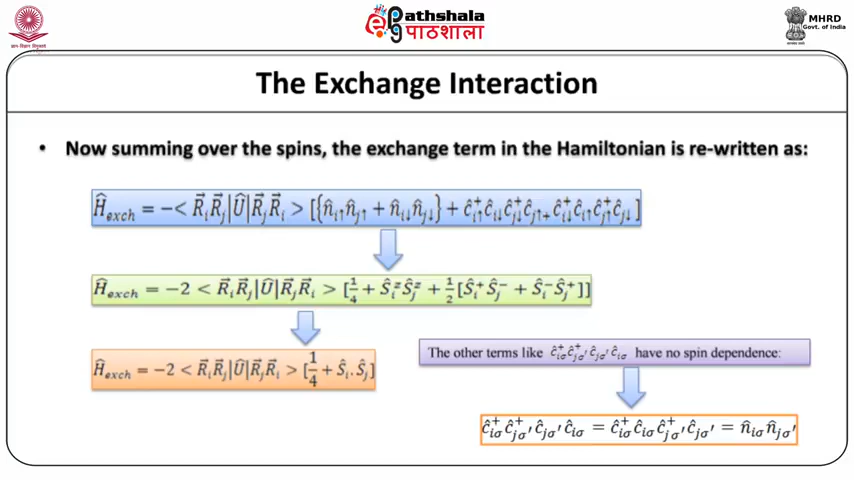 Pathshala
पाठशाला
MHRD
Govt. of India
The Exchange Interaction
• Now summing over the spins, the exchange term in the Hamiltonian is re-written as:
Ĥ_exch = −< R⃗_i R⃗_j|Û|R⃗_j R⃗_i > [{n̂_i↑ n̂_j↑ + n̂_i↓ n̂_j↓} + ĉ⁺_i↑ ĉ_i↓ ĉ⁺_j↓ ĉ_j↑ + ĉ⁺_i↓ ĉ_i↑ ĉ⁺_j↑ ĉ_j↓]
Ĥ_exch = −2 < R⃗_i R⃗_j|Û|R⃗_j R⃗_i > [1/4 + Ŝ_i^z Ŝ_j^z + 1/2 [Ŝ_i^+ Ŝ_j^- + Ŝ_i^- Ŝ_j^+]]
Ĥ_exch = −2 < R⃗_i R⃗_j|Û|R⃗_j R⃗_i > [1/4 + Ŝ_i. Ŝ_j]
The other terms like ĉ⁺_iσ ĉ⁺_jσ′ ĉ_jσ′ ĉ_iσ have no spin dependence:
ĉ⁺_iσ ĉ⁺_jσ′ ĉ_jσ′ ĉ_iσ = ĉ⁺_iσ ĉ_iσ ĉ⁺_jσ′ ĉ_jσ′ = n̂_iσ n̂_jσ′